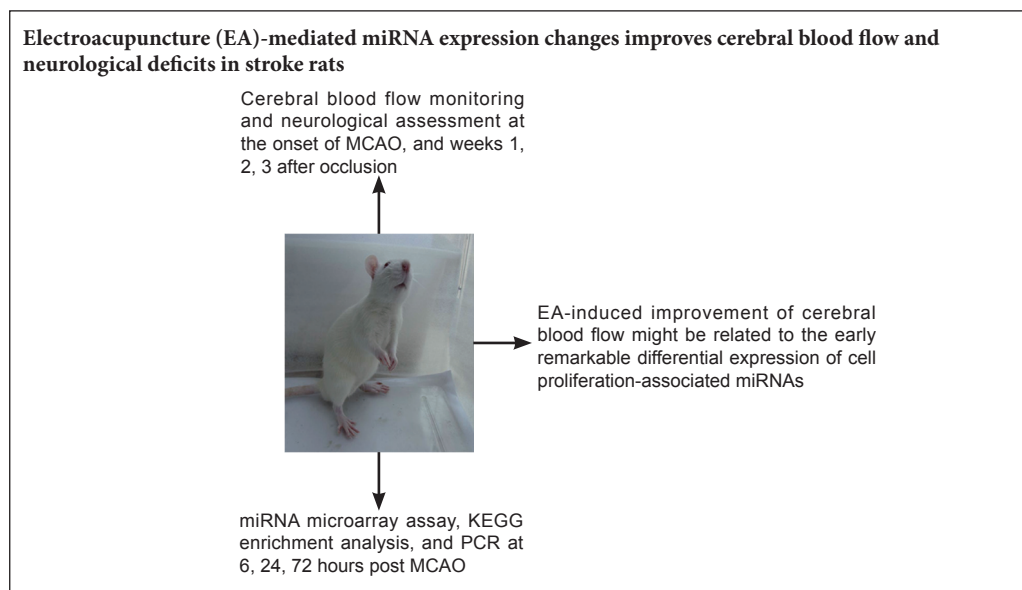 Electroacupuncture (EA)-mediated miRNA expression changes improves cerebral blood flow and
neurological deficits in stroke rats
Cerebral blood flow monitoring
and neurological assessment at
the onset of MCAO, and weeks 1,
2, 3 after occlusion
EA-induced improvement of cerebral
blood flow might be related to the early
remarkable differential expression of cell
proliferation-associated miRNAs
miRNA microarray assay, KEGG
enrichment analysis, and PCR at
6, 24, 72 hours post MCAO